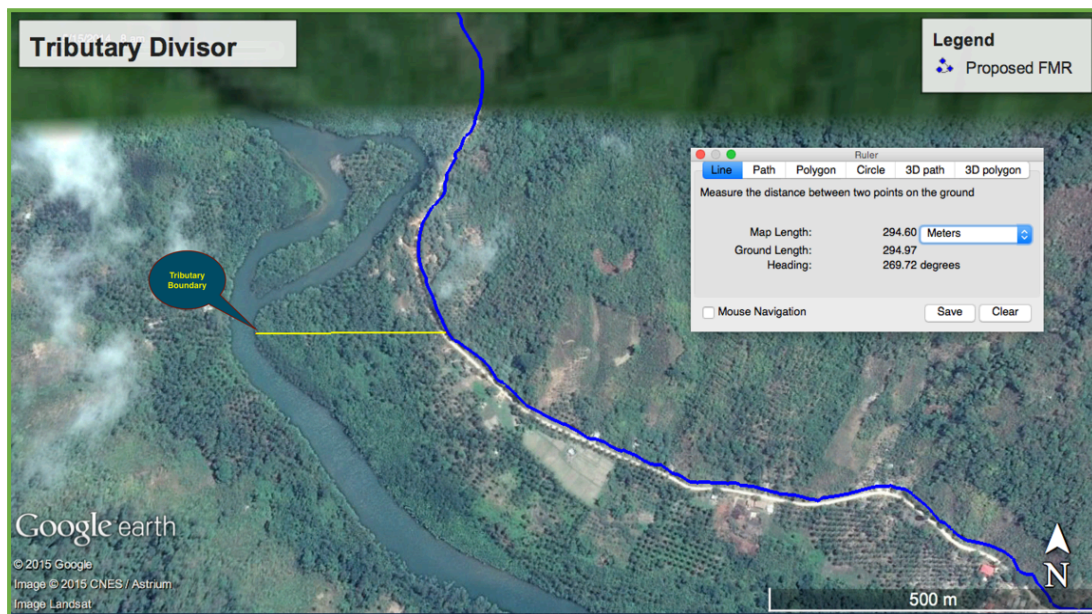 Tribitary Divisor
Legend
Proposed FMR
Ruler
Line Path Polygon Circle 3D path 3D polygon
Measure the distance between two points on the ground
Map Length: 294.60 Meters
Ground Length: 294.97
Heading: 269.72 degrees
Mouse Navigation Save Clear
Tributary
Boundary
Google earth
© 2015 Google
Image © 2015 CNES / Astrium
Image Landsat
N
500 m